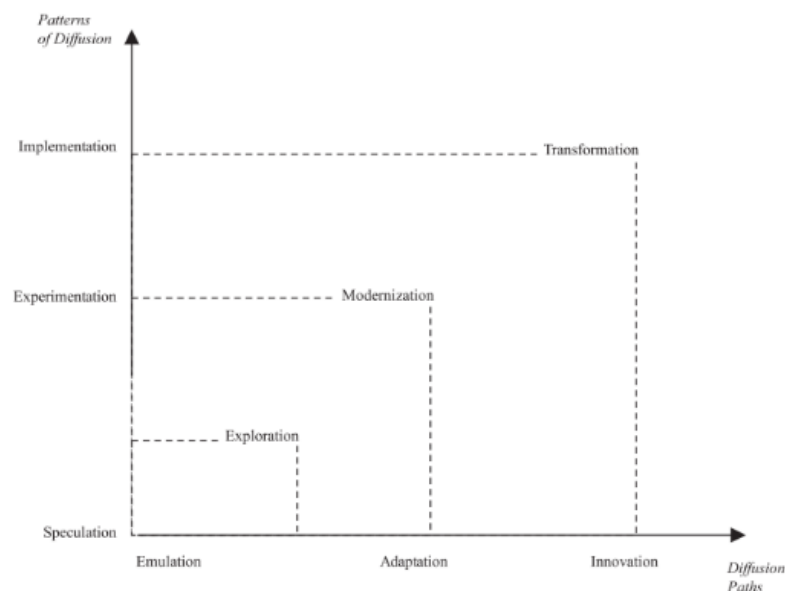 Patterns
of Diffusion
Implementation
Transformation
Experimentation
Modernization
Exploration
Speculation
Emulation
Adaptation
Innovation
Diffusion
Paths